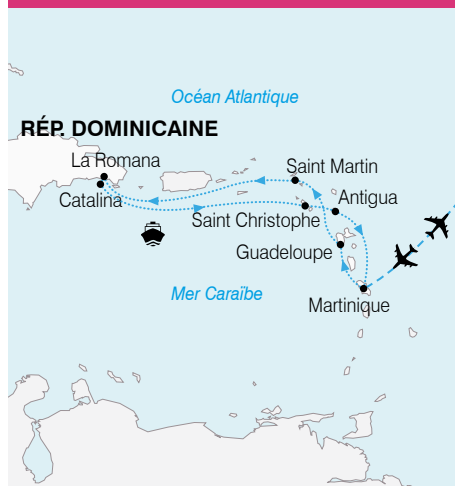 Océan Atlantique
RÉP. DOMINICAINE
La Romana
Saint Martin
Catalina
Antigua
Saint Christophe
Guadeloupe
Mer Caraïbe
Martinique